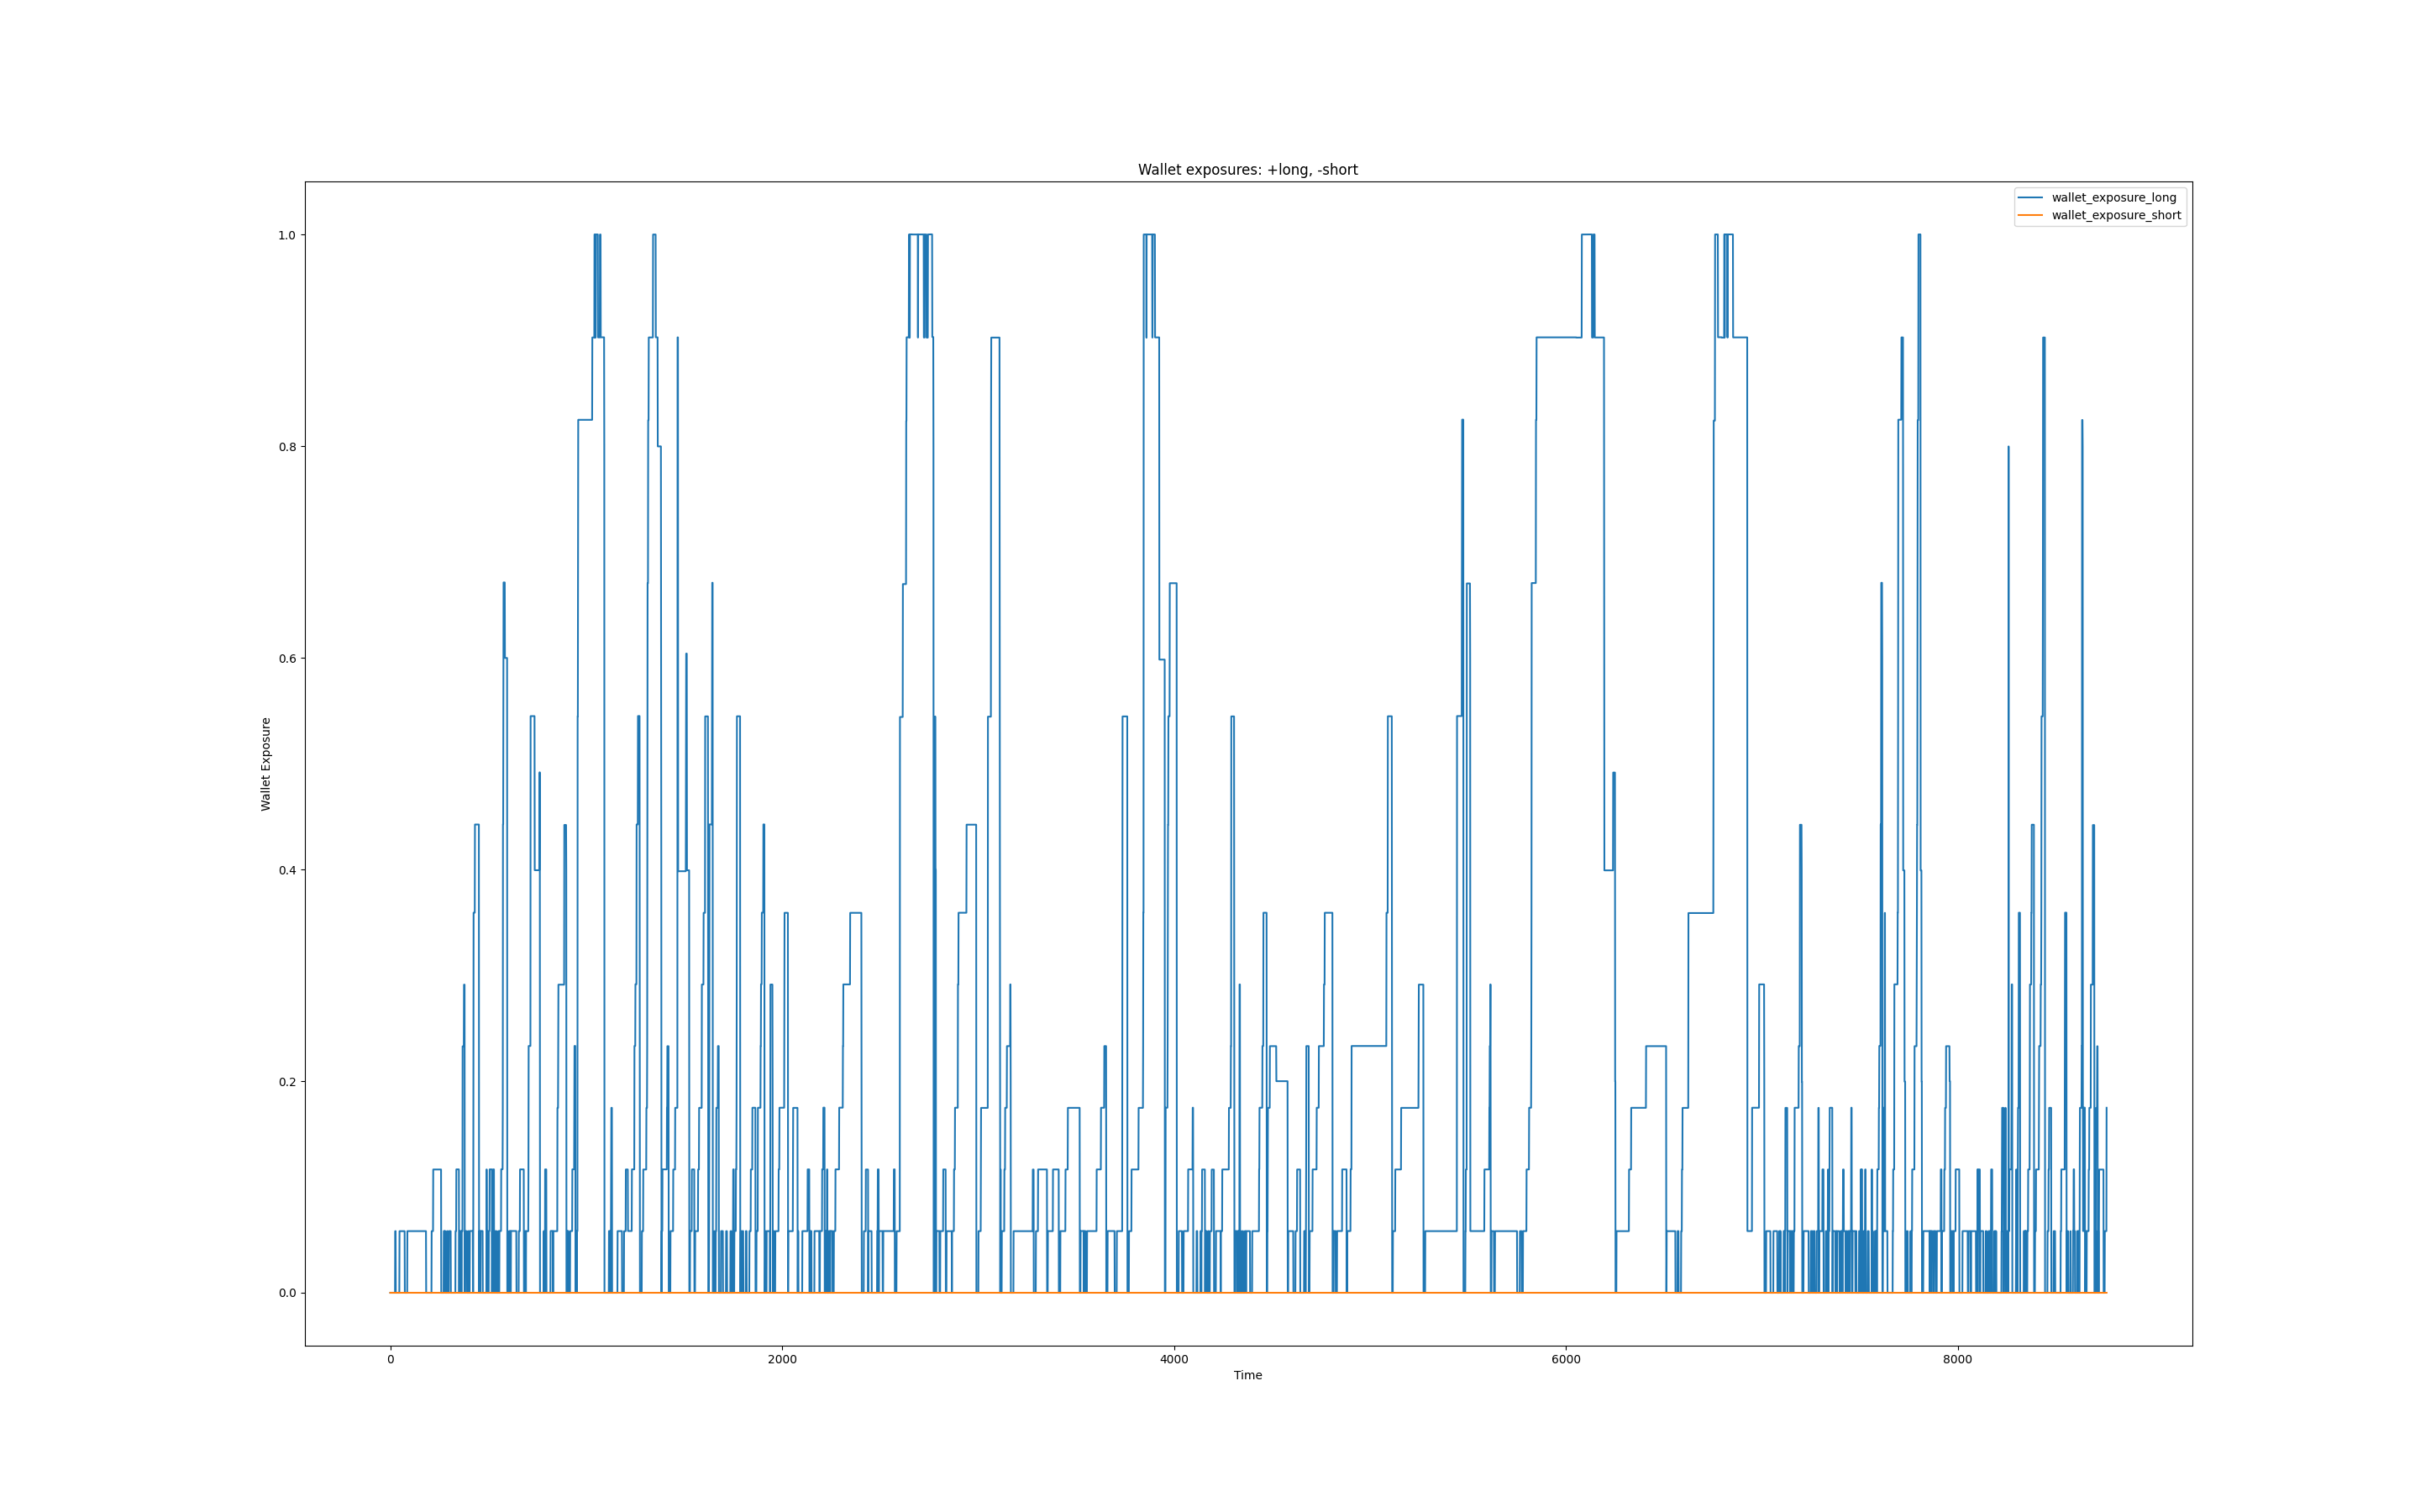 Wallet exposures: +long, -short
wallet_exposure_long
wallet_exposure_short
1.0
0.8
0.6
0.4
0.2
0.0
Wallet Exposure
0 2000 4000 6000 8000
Time